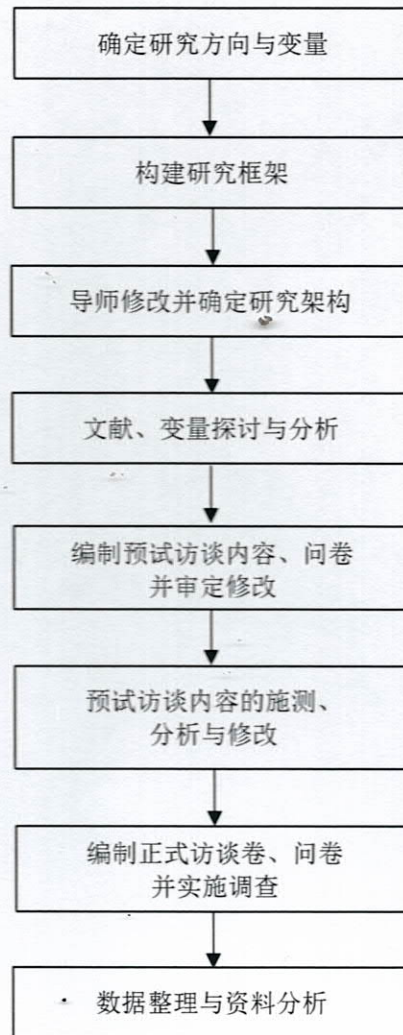 确定研究方向与变量
构建研究框架
导师修改并确定研究架构
文献、变量探讨与分析
编制预试访谈内容、问卷
并审定修改
预试访谈内容的施测、
分析与修改
编制正式访谈卷、问卷
并实施调查
数据整理与资料分析